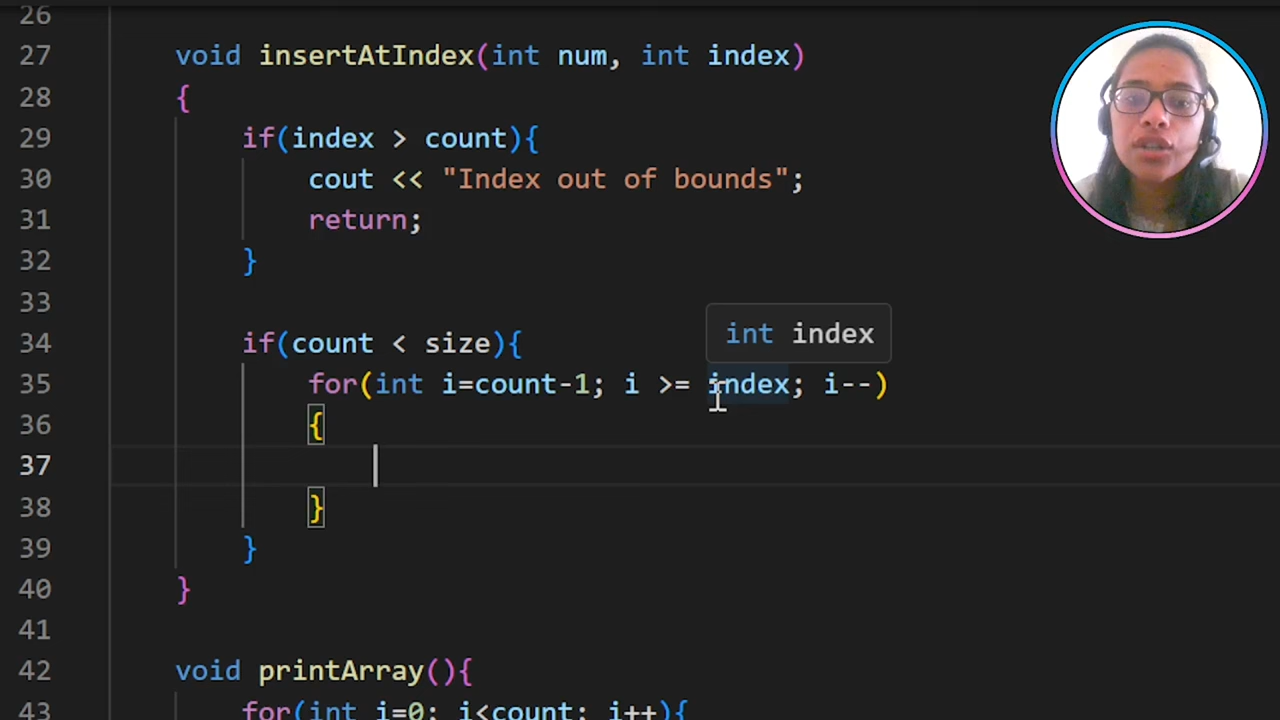 26
27 void insertAtIndex(int num, int index)
28 {
29 if(index > count){
30 cout << "Index out of bounds";
31 return;
32 }
33
34 if(count < size){
int index
35 for(int i=count-1; i >= index; i--)
36 {
37
38 }
39 }
40 }
41
42 void printArray(){
43 for(int i=0; i<count; i++){